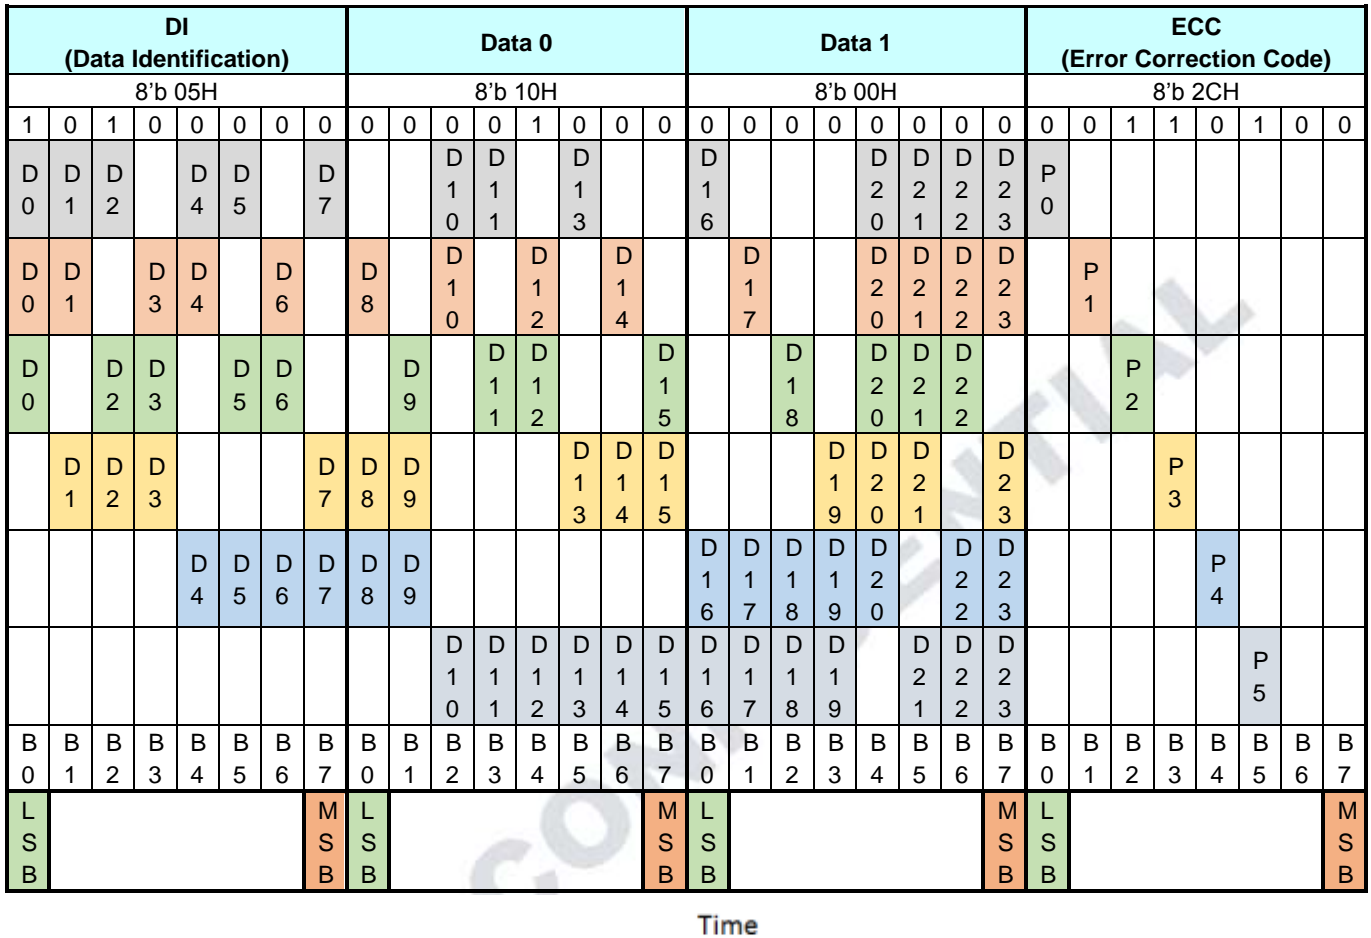 DI
(Data Identification)
Data 0
Data 1
ECC
(Error Correction Code)
8'b 05H 8'b 10H 8'b 00H 8'b 2CH
1 0 1 0 0 0 0 0 0 0 0 0 1 0 0 0 0 0 0 0 0 0 0 0 0 0 1 1 0 1 0 0
D0 D1 D2 D4 D5 D7 D10 D11 D13 D16 D20 D21 D22 D23 P0
D0 D1 D3 D4 D6 D8 D10 D12 D14 D17 D20 D21 D22 D23 P1
D0 D2 D3 D5 D6 D9 D11 D12 D15 D18 D20 D21 D22 P2
D1 D2 D3 D7 D8 D9 D13 D14 D15 D19 D20 D21 D23 P3
D4 D5 D6 D7 D8 D9 D16 D17 D18 D19 D20 D22 D23 P4
D10 D11 D12 D13 D14 D15 D16 D17 D18 D19 D21 D22 D23 P5
B0 B1 B2 B3 B4 B5 B6 B7 B0 B1 B2 B3 B4 B5 B6 B7 B0 B1 B2 B3 B4 B5 B6 B7 B0 B1 B2 B3 B4 B5 B6 B7
LSB MSB LSB MSB LSB MSB LSB MSB
Time
CONFIDENTIAL